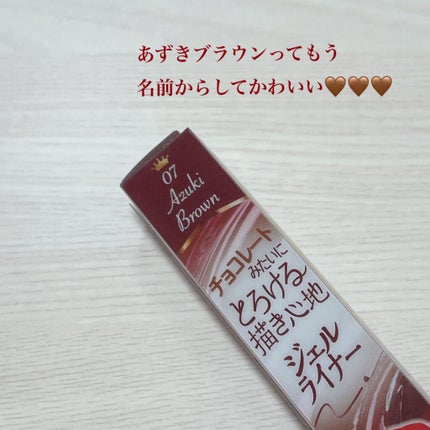 あずきブラウンってもう
名前からしてかわいい🤎🤎🤎
07
Azuki
Brown
チョコレート
みたいに
とろける
描き心地
ジェル
ライナー